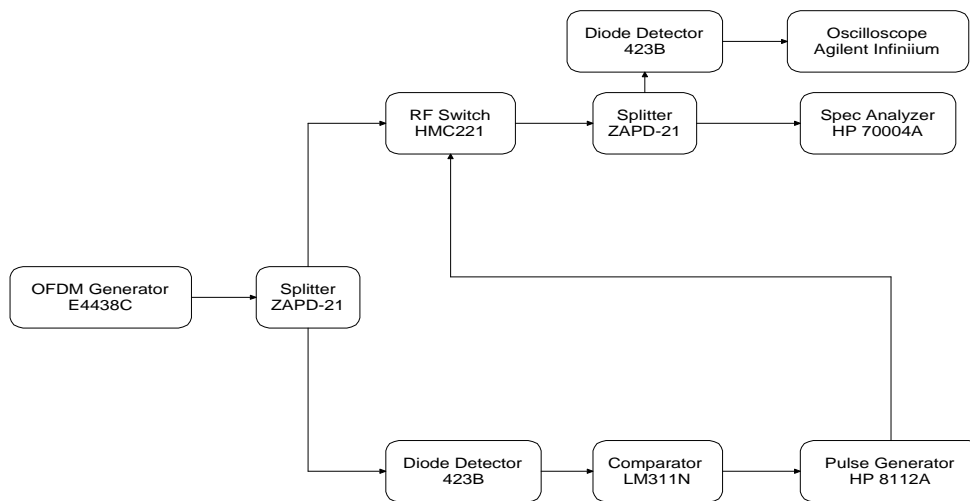 Diode Detector
423B
Oscilloscope
Agilent Infiniium
RF Switch
HMC221
Splitter
ZAPD-21
Spec Analyzer
HP 70004A
OFDM Generator
E4438C
Splitter
ZAPD-21
Diode Detector
423B
Comparator
LM311N
Pulse Generator
HP 8112A